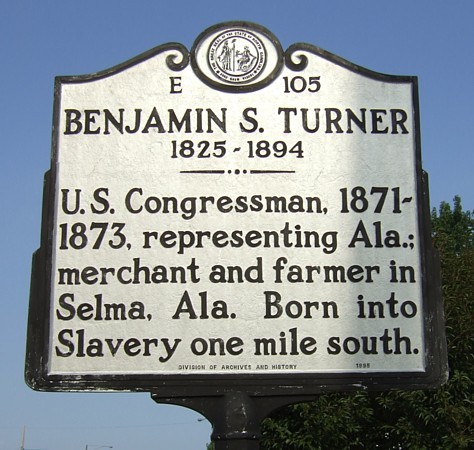 E 105
BENJAMIN S. TURNER
1825 - 1894
U.S. Congressman, 1871-
1873, representing Ala.;
merchant and farmer in
Selma, Ala. Born into
Slavery one mile south.
DIVISION OF ARCHIVES AND HISTORY